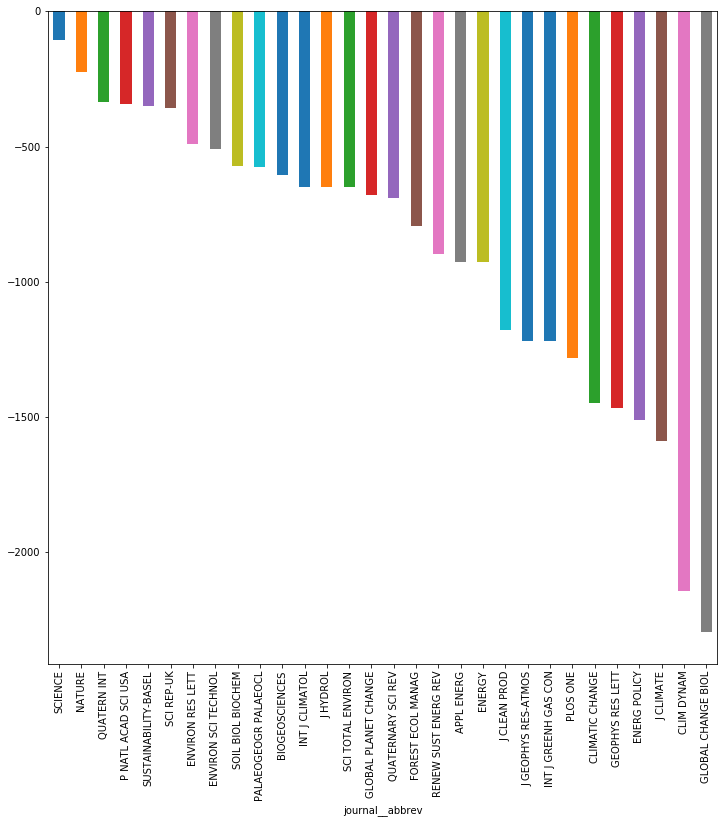 0
−500
−1000
−1500
−2000
SCIENCE
NATURE
QUATERN INT
P NATL ACAD SCI USA
SUSTAINABILITY-BASEL
SCI REP-UK
ENVIRON RES LETT
ENVIRON SCI TECHNOL
SOIL BIOL BIOCHEM
PALAEOGEOGR PALAEOCL
BIOGEOSCIENCES
INT J CLIMATOL
J HYDROL
SCI TOTAL ENVIRON
GLOBAL PLANET CHANGE
QUATERNARY SCI REV
FOREST ECOL MANAG
RENEW SUST ENERG REV
APPL ENERG
ENERGY
J CLEAN PROD
J GEOPHYS RES-ATMOS
INT J GREENH GAS CON
PLOS ONE
CLIMATIC CHANGE
GEOPHYS RES LETT
ENERG POLICY
J CLIMATE
CLIM DYNAM
GLOBAL CHANGE BIOL
journal__abbrev